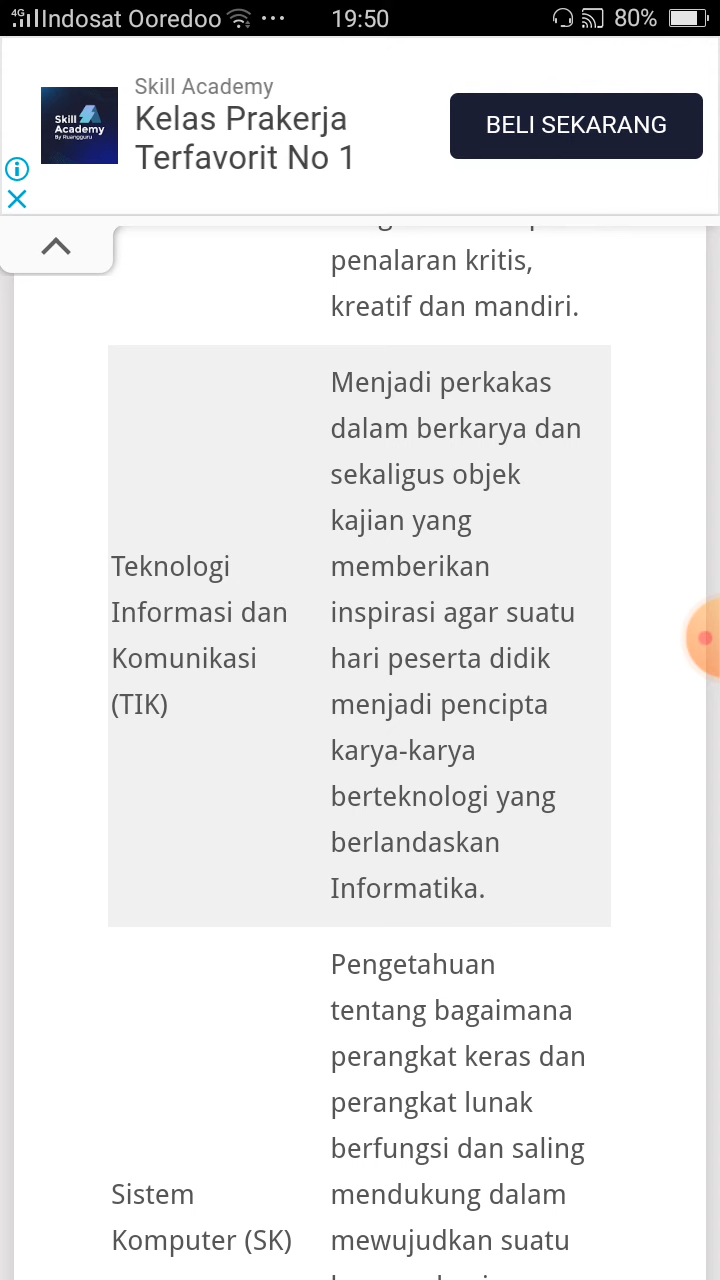 4G Indosat Ooredoo ... 19:50 80%
Skill Academy
Kelas Prakerja
Terfavorit No 1
BELI SEKARANG
Skill
Academy
By Ruangguru
penalaran kritis,
kreatif dan mandiri.
Teknologi
Informasi dan
Komunikasi
(TIK)
Menjadi perkakas
dalam berkarya dan
sekaligus objek
kajian yang
memberikan
inspirasi agar suatu
hari peserta didik
menjadi pencipta
karya-karya
berteknologi yang
berlandaskan
Informatika.
Sistem
Komputer (SK)
Pengetahuan
tentang bagaimana
perangkat keras dan
perangkat lunak
berfungsi dan saling
mendukung dalam
mewujudkan suatu